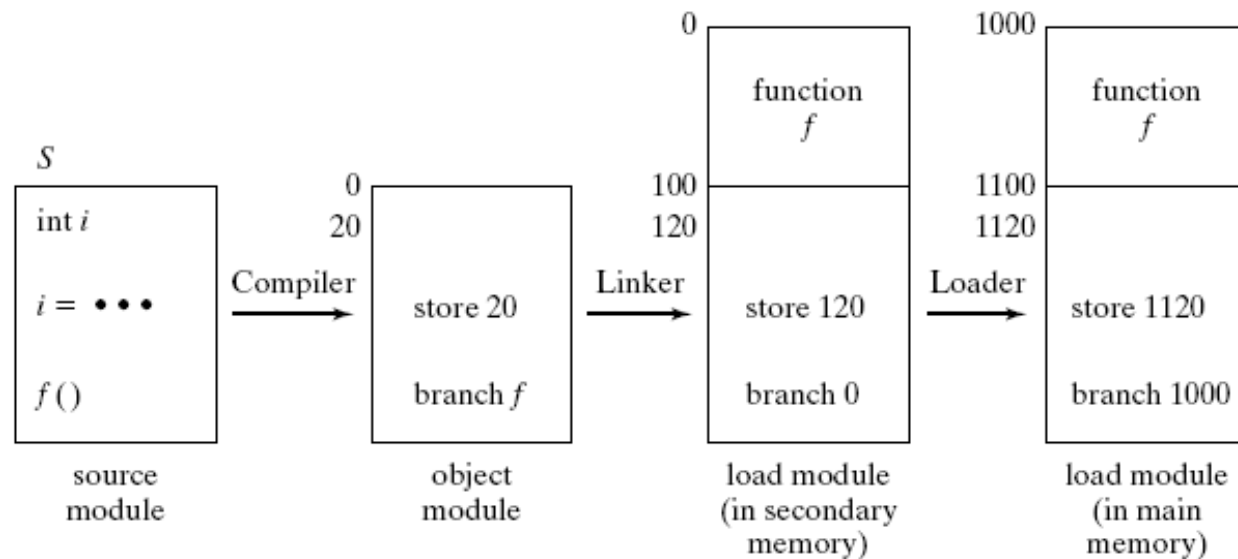 S
int i
i = •••
f ()
source
module
Compiler
0
20
store 20
branch f
object
module
Linker
0
function
f
100
120
store 120
branch 0
load module
(in secondary
memory)
Loader
1000
function
f
1100
1120
store 1120
branch 1000
load module
(in main
memory)